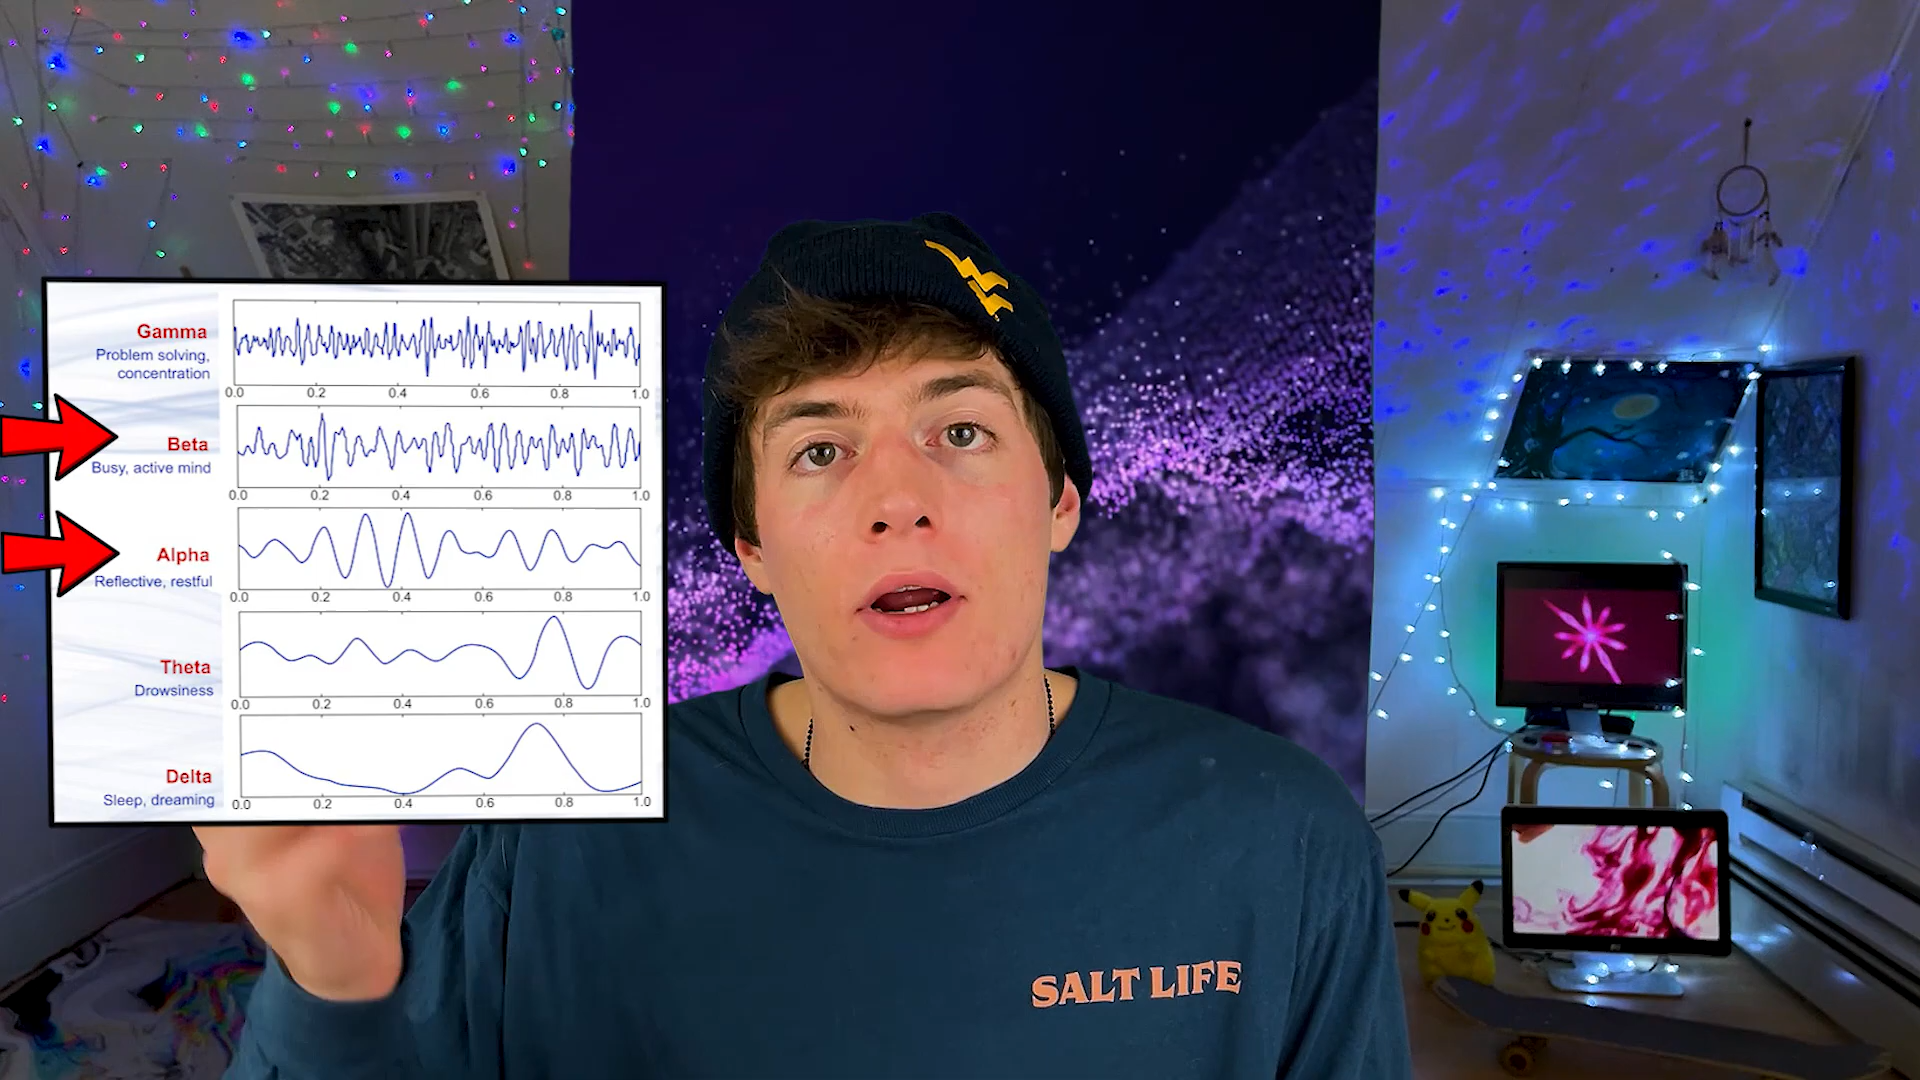 Gamma
Problem solving,
concentration
0.0 0.2 0.4 0.6 0.8 1.0
Beta
Busy, active mind
0.0 0.2 0.4 0.6 0.8 1.0
Alpha
Reflective, restful
0.0 0.2 0.4 0.6 0.8 1.0
Theta
Drowsiness
0.0 0.2 0.4 0.6 0.8 1.0
Delta
Sleep, dreaming
0.0 0.2 0.4 0.6 0.8 1.0
SALT LIFE